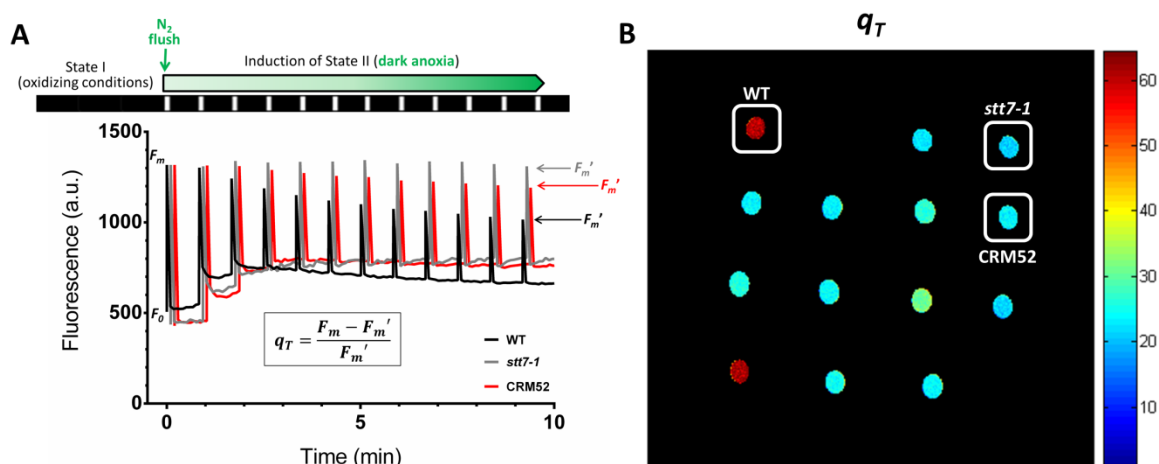 A
N₂
flush
State I
(oxidizing conditions)
Induction of State II (dark anoxia)
1500
1000
500
0
Fluorescence (a.u.)
Fm
F0
Fm'
Fm'
Fm'
qT = (Fm − Fm') / Fm'
WT
stt7-1
CRM52
0
5
10
Time (min)
B
qT
WT
stt7-1
CRM52
60
50
40
30
20
10